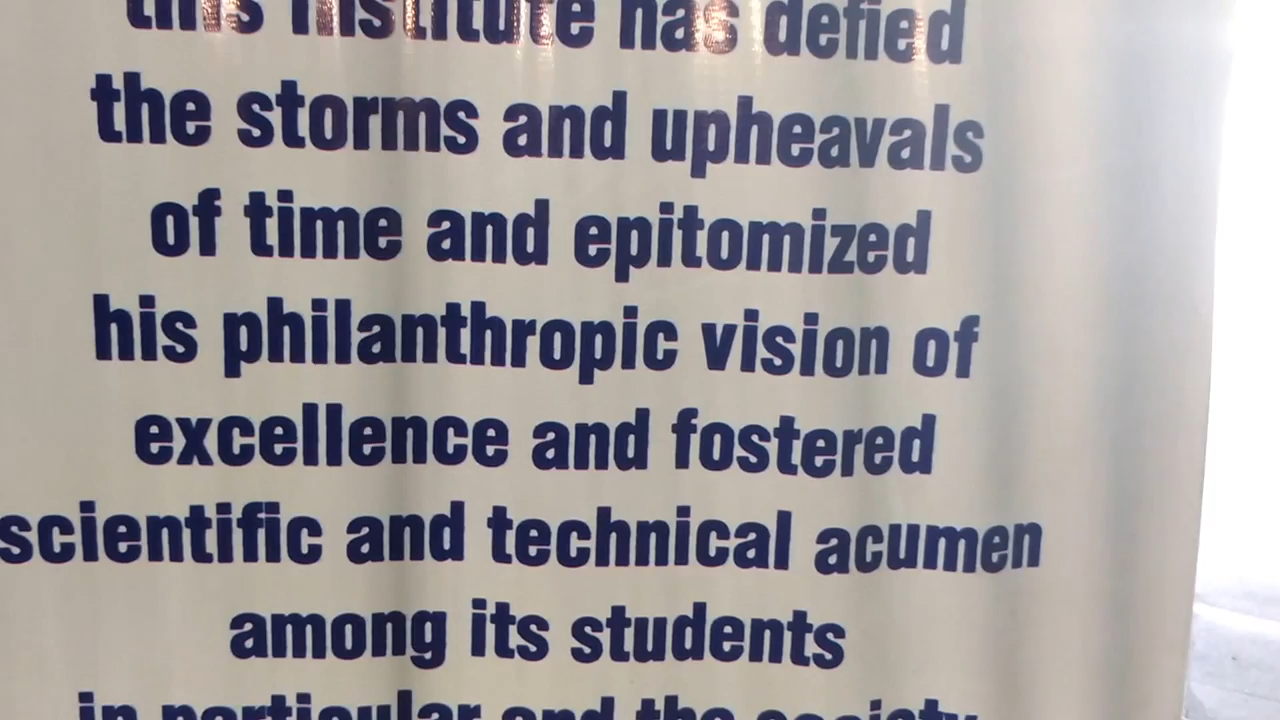 this institute has defied
the storms and upheavals
of time and epitomized
his philanthropic vision of
excellence and fostered
scientific and technical acumen
among its students
in particular and the society